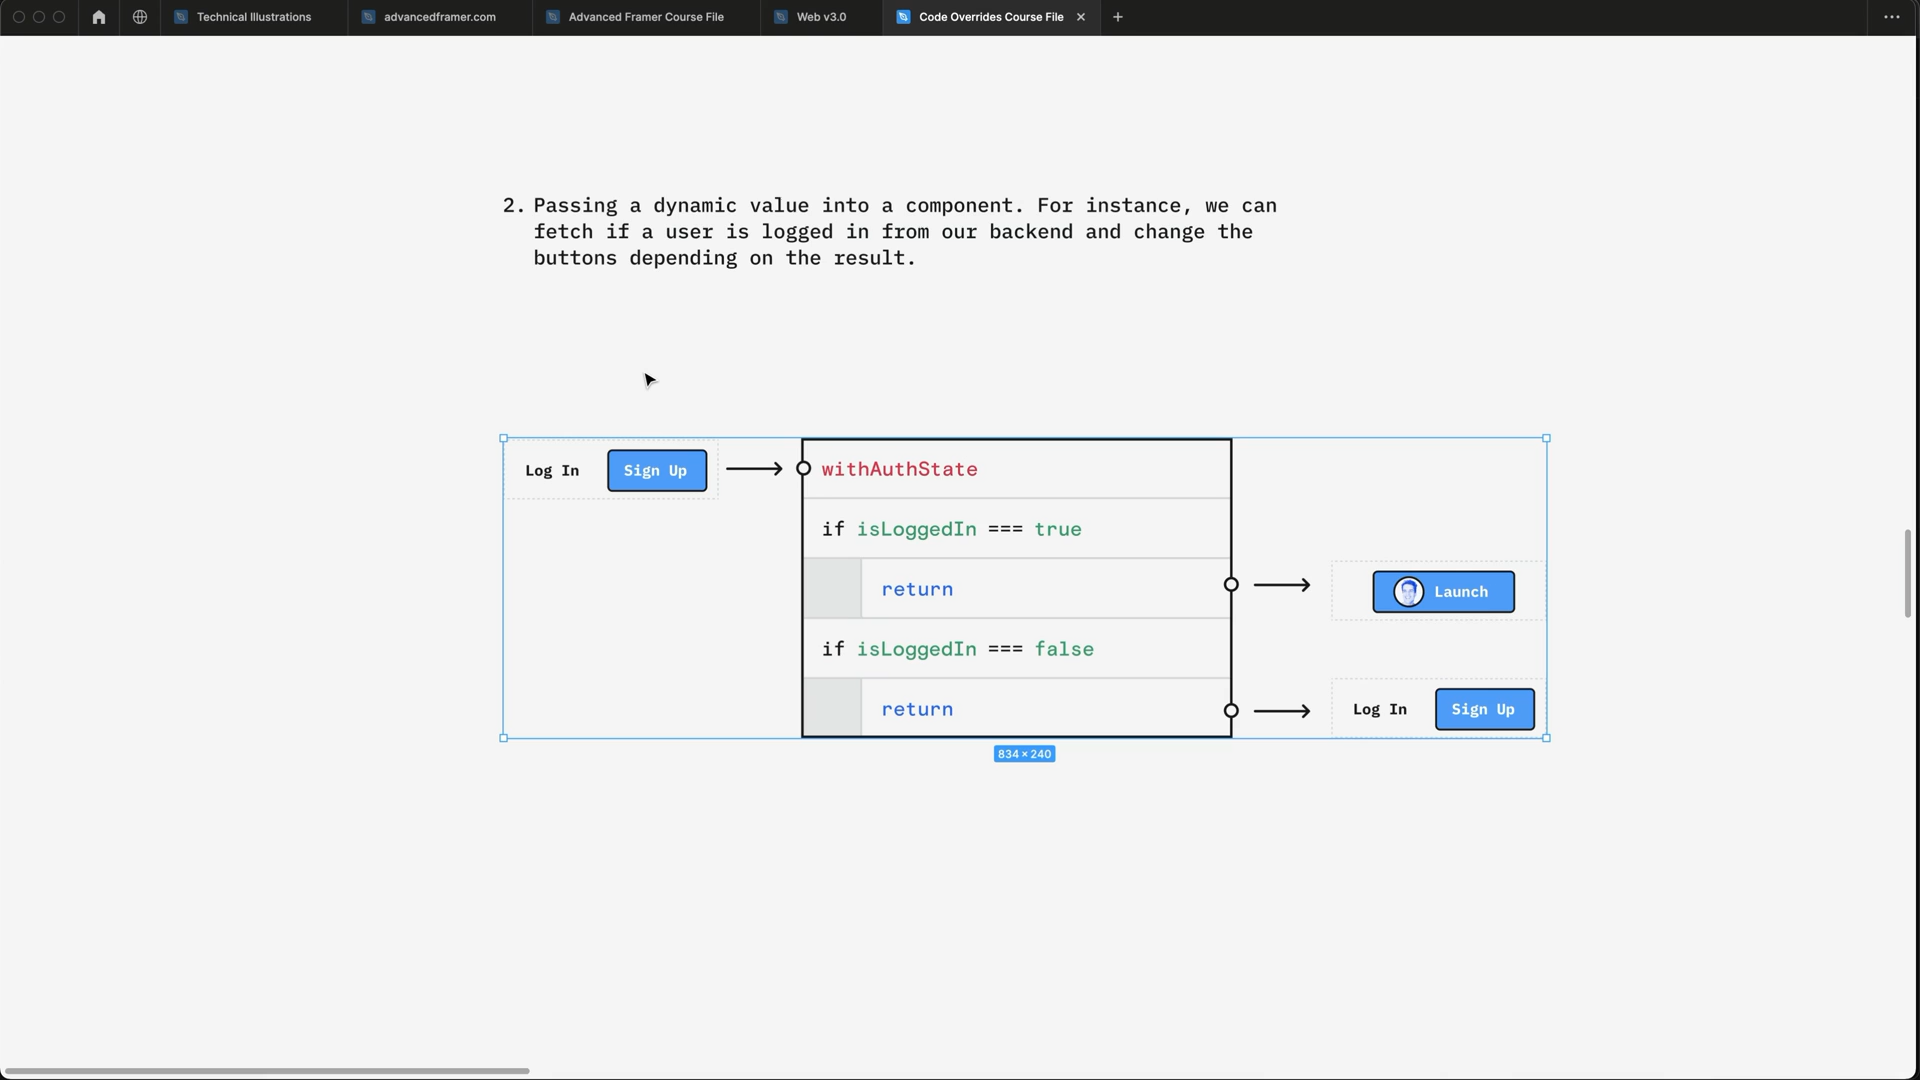 Technical Illustrations
advancedframer.com
Advanced Framer Course File
Web v3.0
Code Overrides Course File
2. Passing a dynamic value into a component. For instance, we can
fetch if a user is logged in from our backend and change the
buttons depending on the result.
Log In
Sign Up
withAuthState
if isLoggedIn === true
return
Launch
if isLoggedIn === false
return
Log In
Sign Up
834 × 240